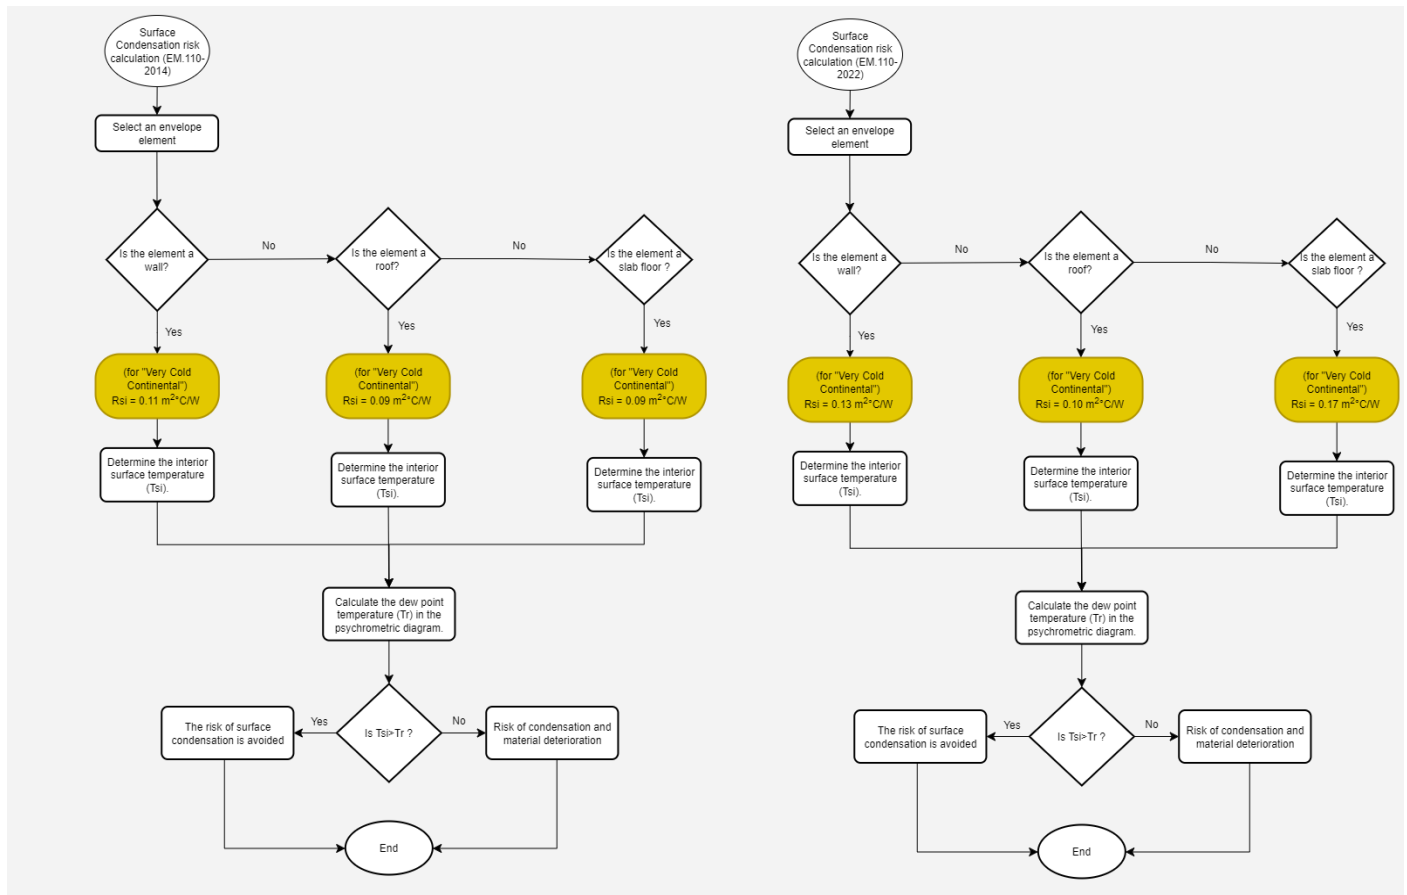 Surface
Condensation risk
calculation (EM.110-
2014)
Select an envelope
element
Is the element a
wall?
No
Is the element a
roof?
No
Is the element a
slab floor ?
Yes
Yes
Yes
(for "Very Cold
Continental")
Rsi = 0.11 m²°C/W
(for "Very Cold
Continental")
Rsi = 0.09 m²°C/W
(for "Very Cold
Continental")
Rsi = 0.09 m²°C/W
Determine the interior
surface temperature
(Tsi).
Determine the interior
surface temperature
(Tsi).
Determine the interior
surface temperature
(Tsi).
Calculate the dew point
temperature (Tr) in the
psychrometric diagram.
Is Tsi>Tr ?
Yes
The risk of surface
condensation is avoided
No
Risk of condensation and
material deterioration
End
Surface
Condensation risk
calculation (EM.110-
2022)
Select an envelope
element
Is the element a
wall?
No
Is the element a
roof?
No
Is the element a
slab floor ?
Yes
Yes
Yes
(for "Very Cold
Continental")
Rsi = 0.13 m²°C/W
(for "Very Cold
Continental")
Rsi = 0.10 m²°C/W
(for "Very Cold
Continental")
Rsi = 0.17 m²°C/W
Determine the interior
surface temperature
(Tsi).
Determine the interior
surface temperature
(Tsi).
Determine the interior
surface temperature
(Tsi).
Calculate the dew point
temperature (Tr) in the
psychrometric diagram.
Is Tsi>Tr ?
Yes
The risk of surface
condensation is avoided
No
Risk of condensation and
material deterioration
End